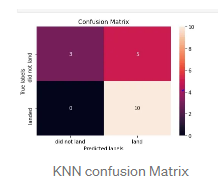 Confusion Matrix
did not land
landed
True labels
3
0
10
did not land
land
Predicted labels
10
8
6
4
2
0
KNN confusion Matrix